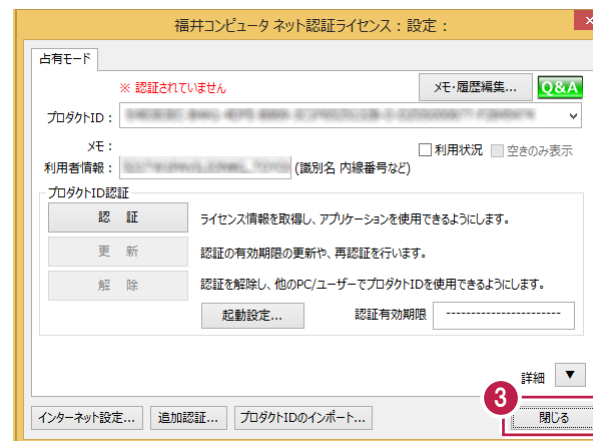 福井コンピュータ ネット認証ライセンス：設定：
占有モード
※ 認証されていません
メモ・履歴編集...
Q&A
プロダクトID：
メモ：
利用状況
空きのみ表示
利用者情報：
(識別名 内線番号など)
プロダクトID認証
認 証
ライセンス情報を取得し、アプリケーションを使用できるようにします。
更 新
認証の有効期限の更新や、再認証を行います。
解 除
認証を解除し、他のPC/ユーザーでプロダクトIDを使用できるようにします。
起動設定...
認証有効期限
-----------------------
詳細
▼
3
インターネット設定...
追加認証...
プロダクトIDのインポート...
閉じる